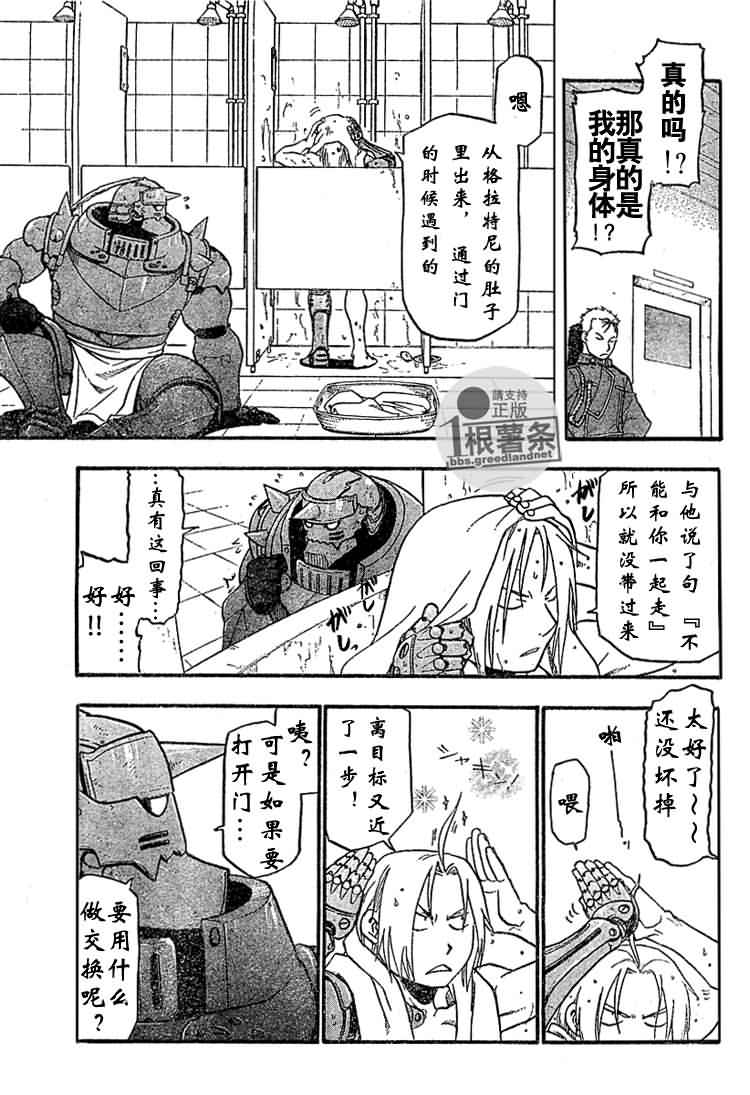 真的吗!?
那真的是
我的身体!?
嗯
从格拉特尼的肚子
里出来，通过门
的时候遇到的
請支持
正版
1根薯条
bbs.greedland.net
与他说了句『不
能和你一起走』
所以就没带过来
がし
がし
…真有这回事…
好……
好!!
太好了~~
还没坏掉
啪
喂
离目标又近
了一步！
咦？
可是如果要
打开门…
要用什么
做交换呢？